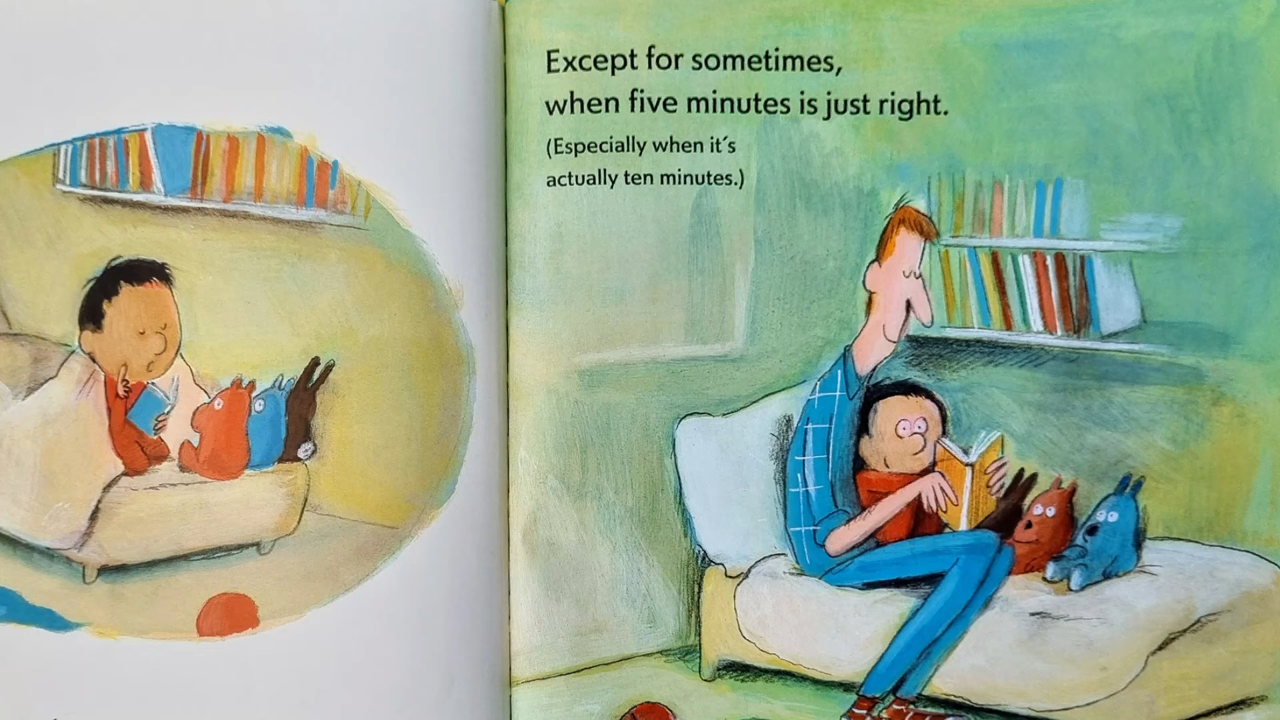 Except for sometimes,
when five minutes is just right.
(Especially when it´s
actually ten minutes.)